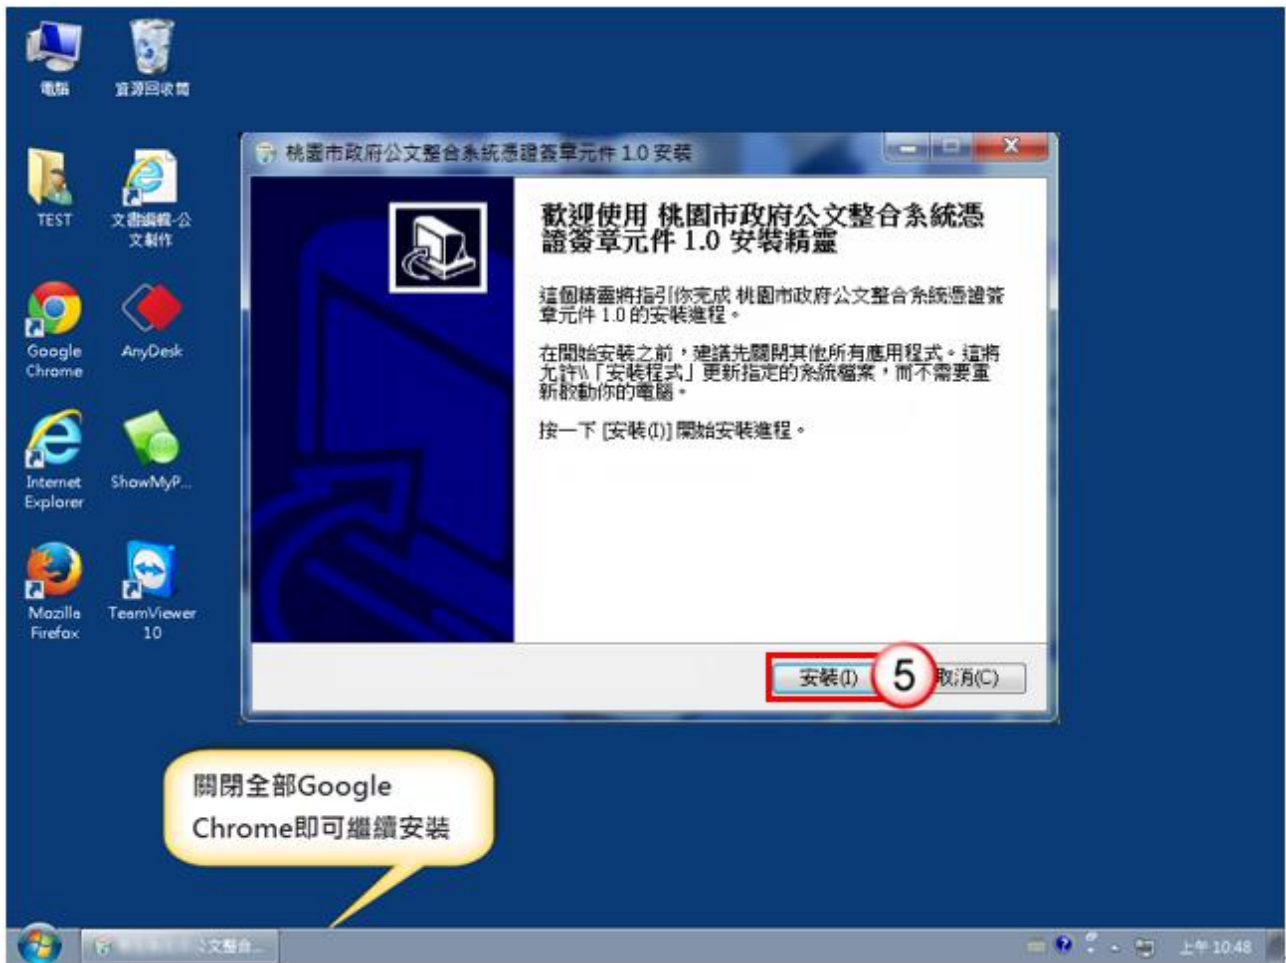 電腦
資源回收筒
桃園市政府公文整合系統憑證簽章元件 1.0 安裝
TEST
文書編輯-公
文製作
歡迎使用 桃園市政府公文整合系統憑
證簽章元件 1.0 安裝精靈
這個精靈將指引你完成 桃園市政府公文整合系統憑證簽
章元件 1.0 的安裝進程。
Google
Chrome
AnyDesk
在開始安裝之前，建議先關閉其他所有應用程式。這將
允許\「安裝程式」更新指定的系統檔案，而不需要重
新啟動你的電腦。
按一下 [安裝(I)] 開始安裝進程。
Internet
Explorer
ShowMyP...
Mozilla
Firefox
TeamViewer
10
安裝(I)
5
取消(C)
關閉全部Google
Chrome即可繼續安裝
文整合...
上午 10:48